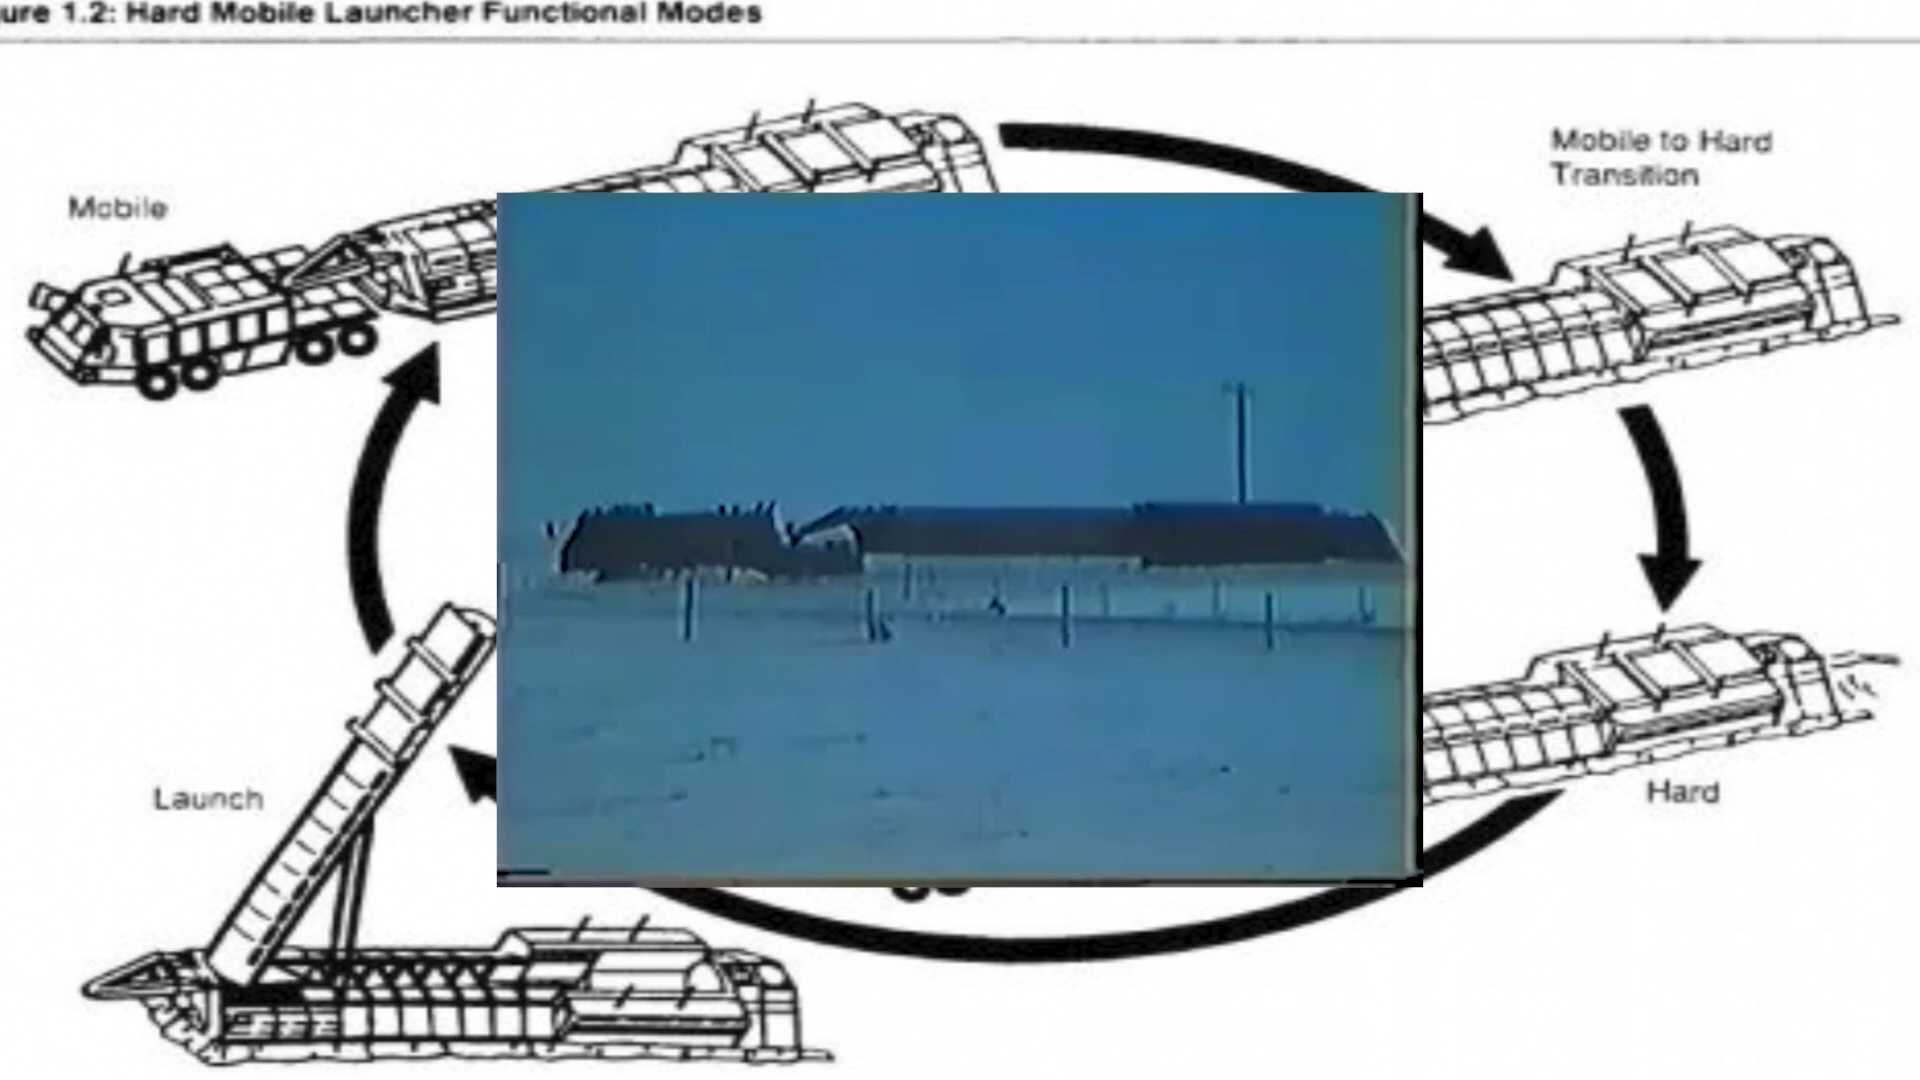 ure 1.2: Hard Mobile Launcher Functional Modes
Mobile to Hard
Transition
Mobile
Launch
Hard